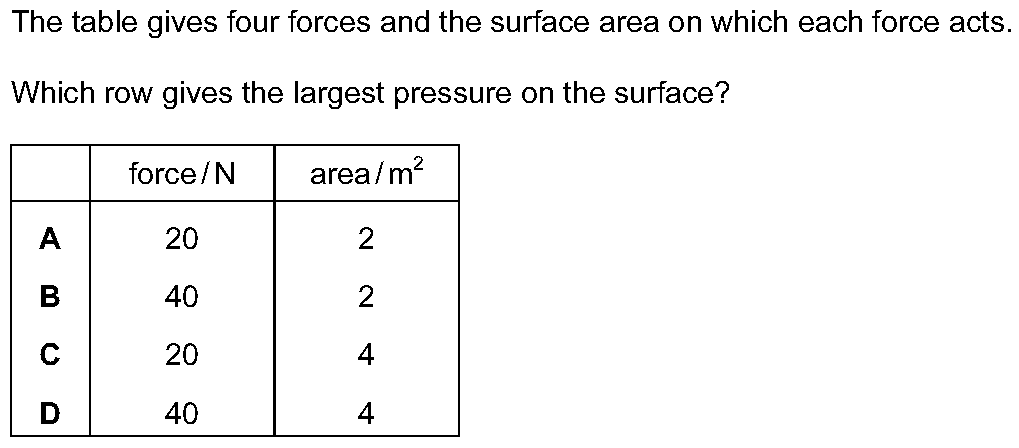 The table gives four forces and the surface area on which each force acts.
Which row gives the largest pressure on the surface?
force / N area / m²
A 20 2
B 40 2
C 20 4
D 40 4